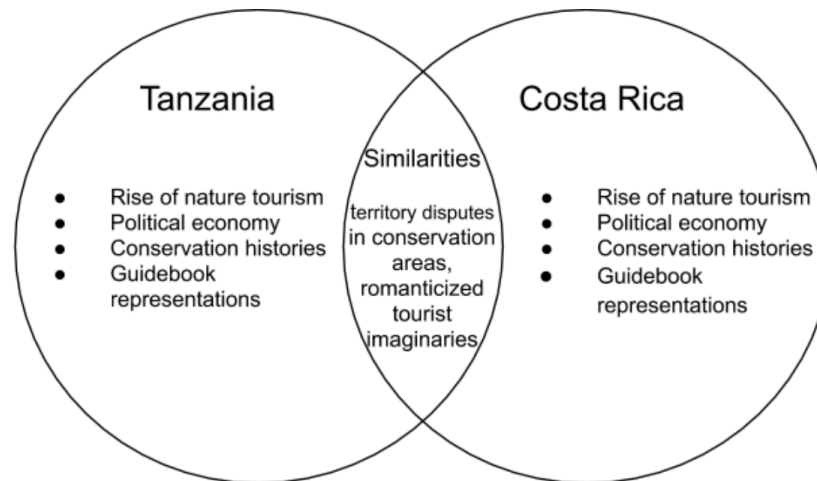 Tanzania
● Rise of nature tourism
● Political economy
● Conservation histories
● Guidebook
representations
Similarities
territory disputes
in conservation
areas,
romanticized
tourist
imaginaries
Costa Rica
● Rise of nature tourism
● Political economy
● Conservation histories
● Guidebook
representations